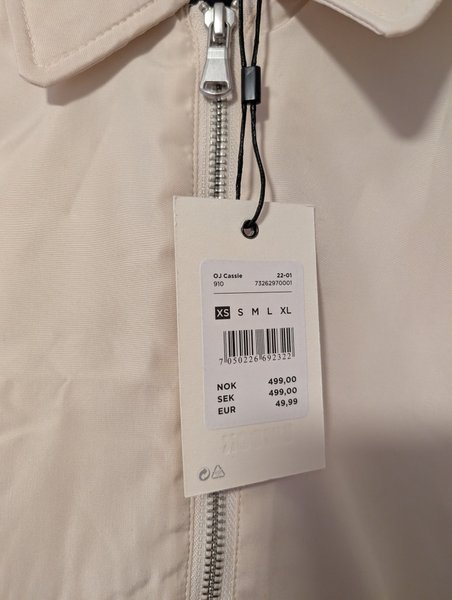 OJ Cassie 22-01
910 73262970001
XS S M L XL
7 050226 692322
NOK 499,00
SEK 499,00
EUR 49,99